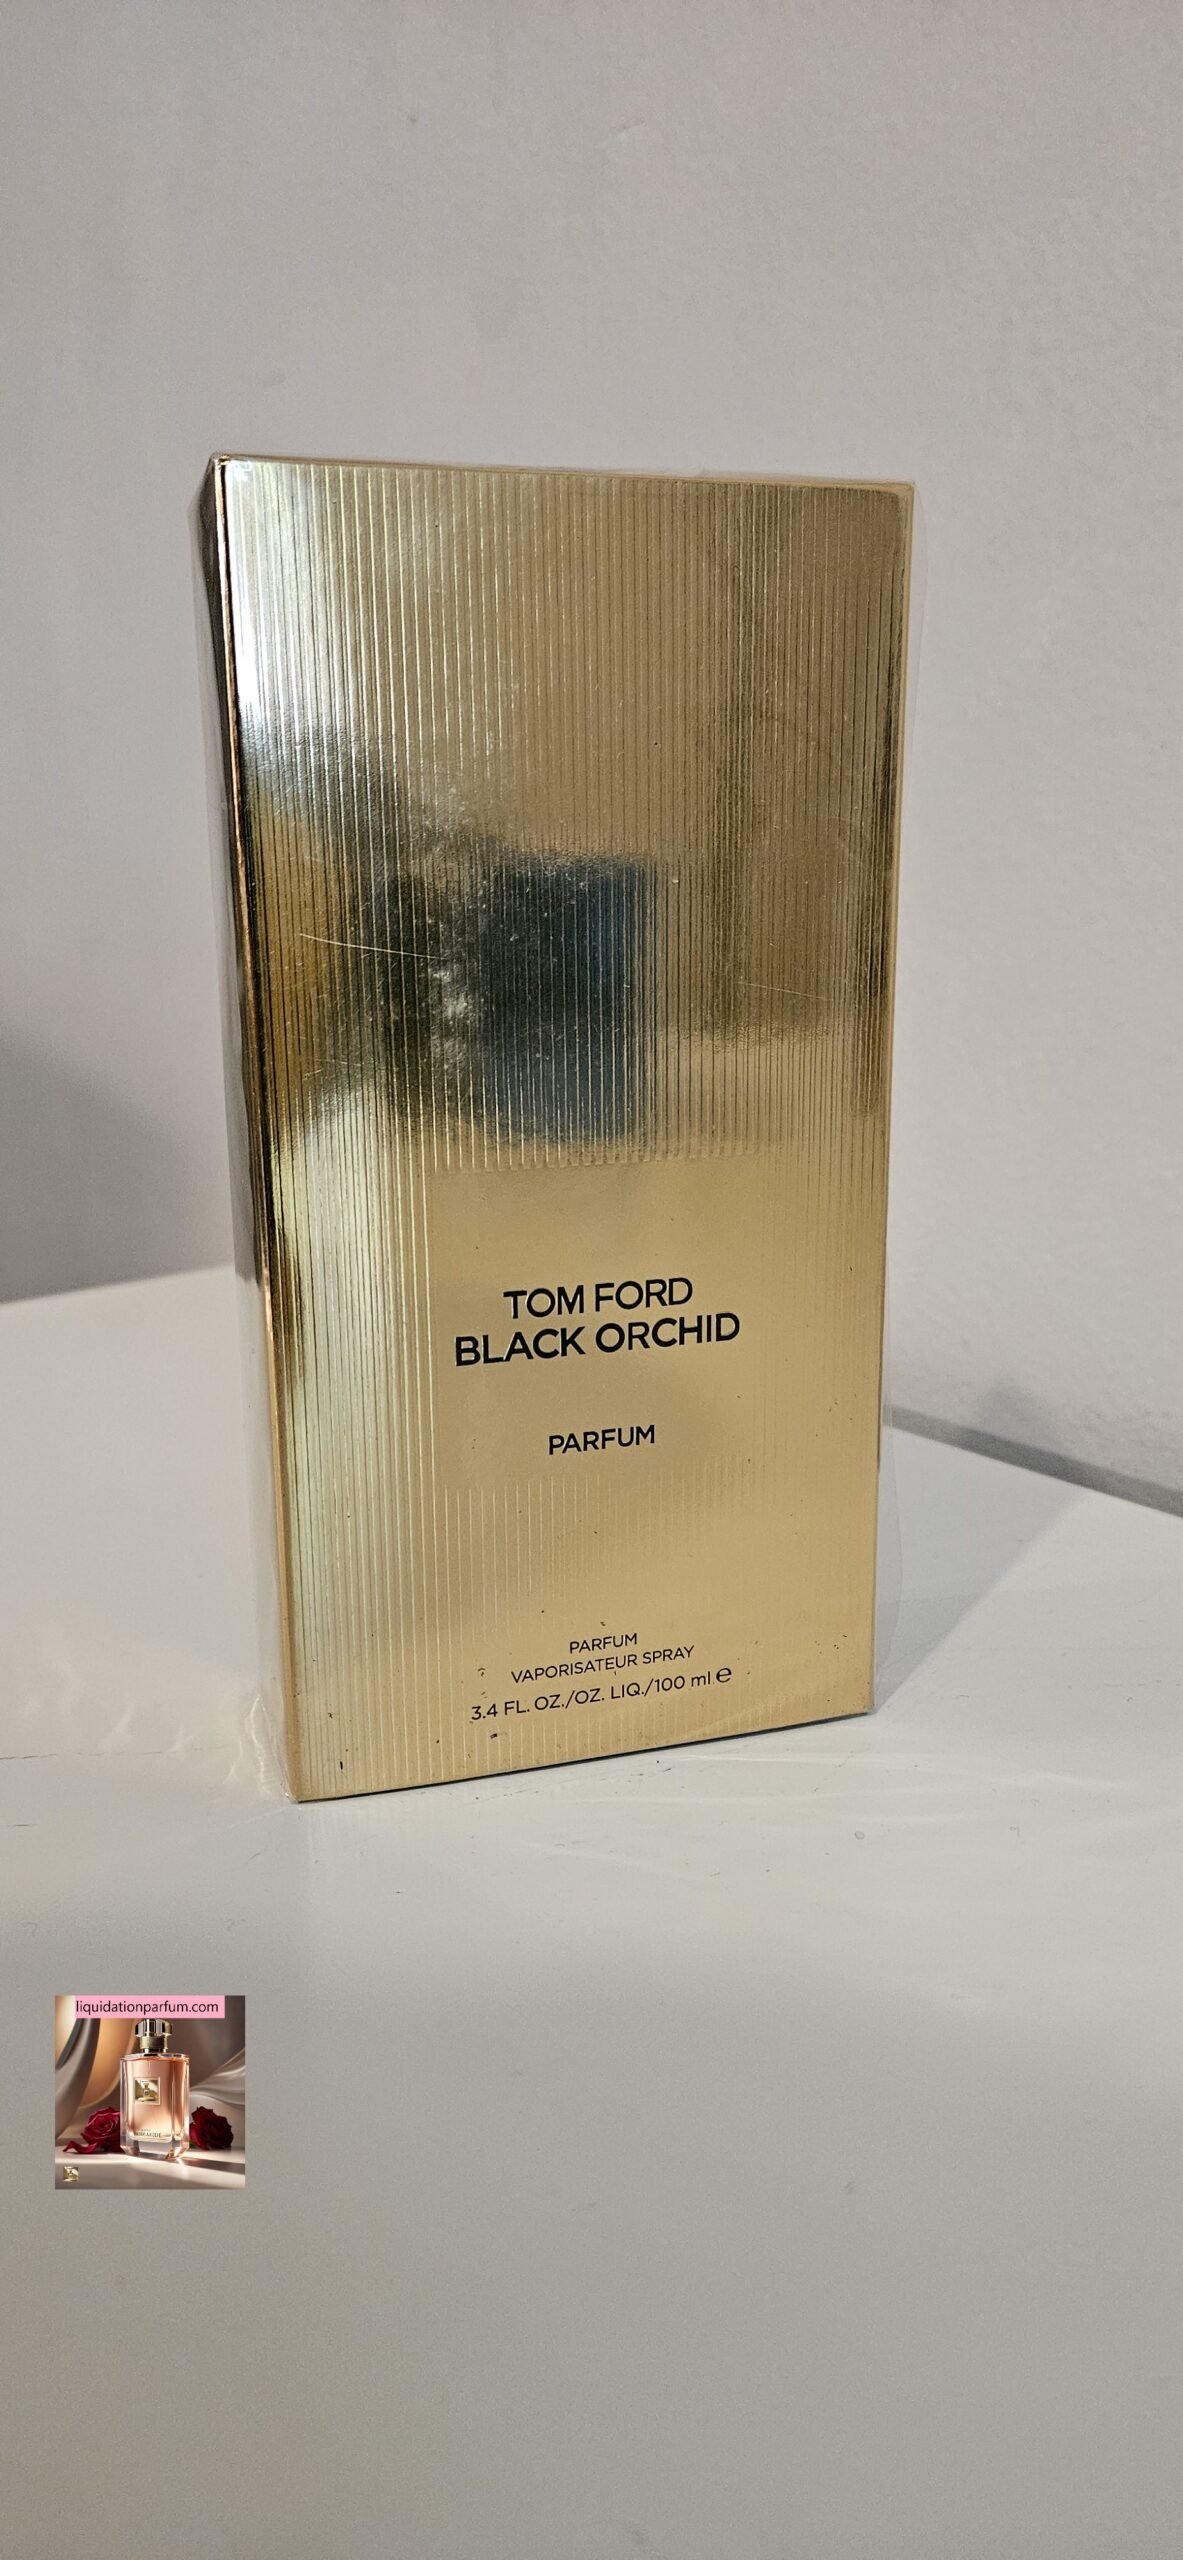 TOM FORD
BLACK ORCHID
PARFUM
PARFUM
VAPORISATEUR SPRAY
3.4 FL. OZ./OZ. LIQ./100 ml ℮
liquidationparfum.com